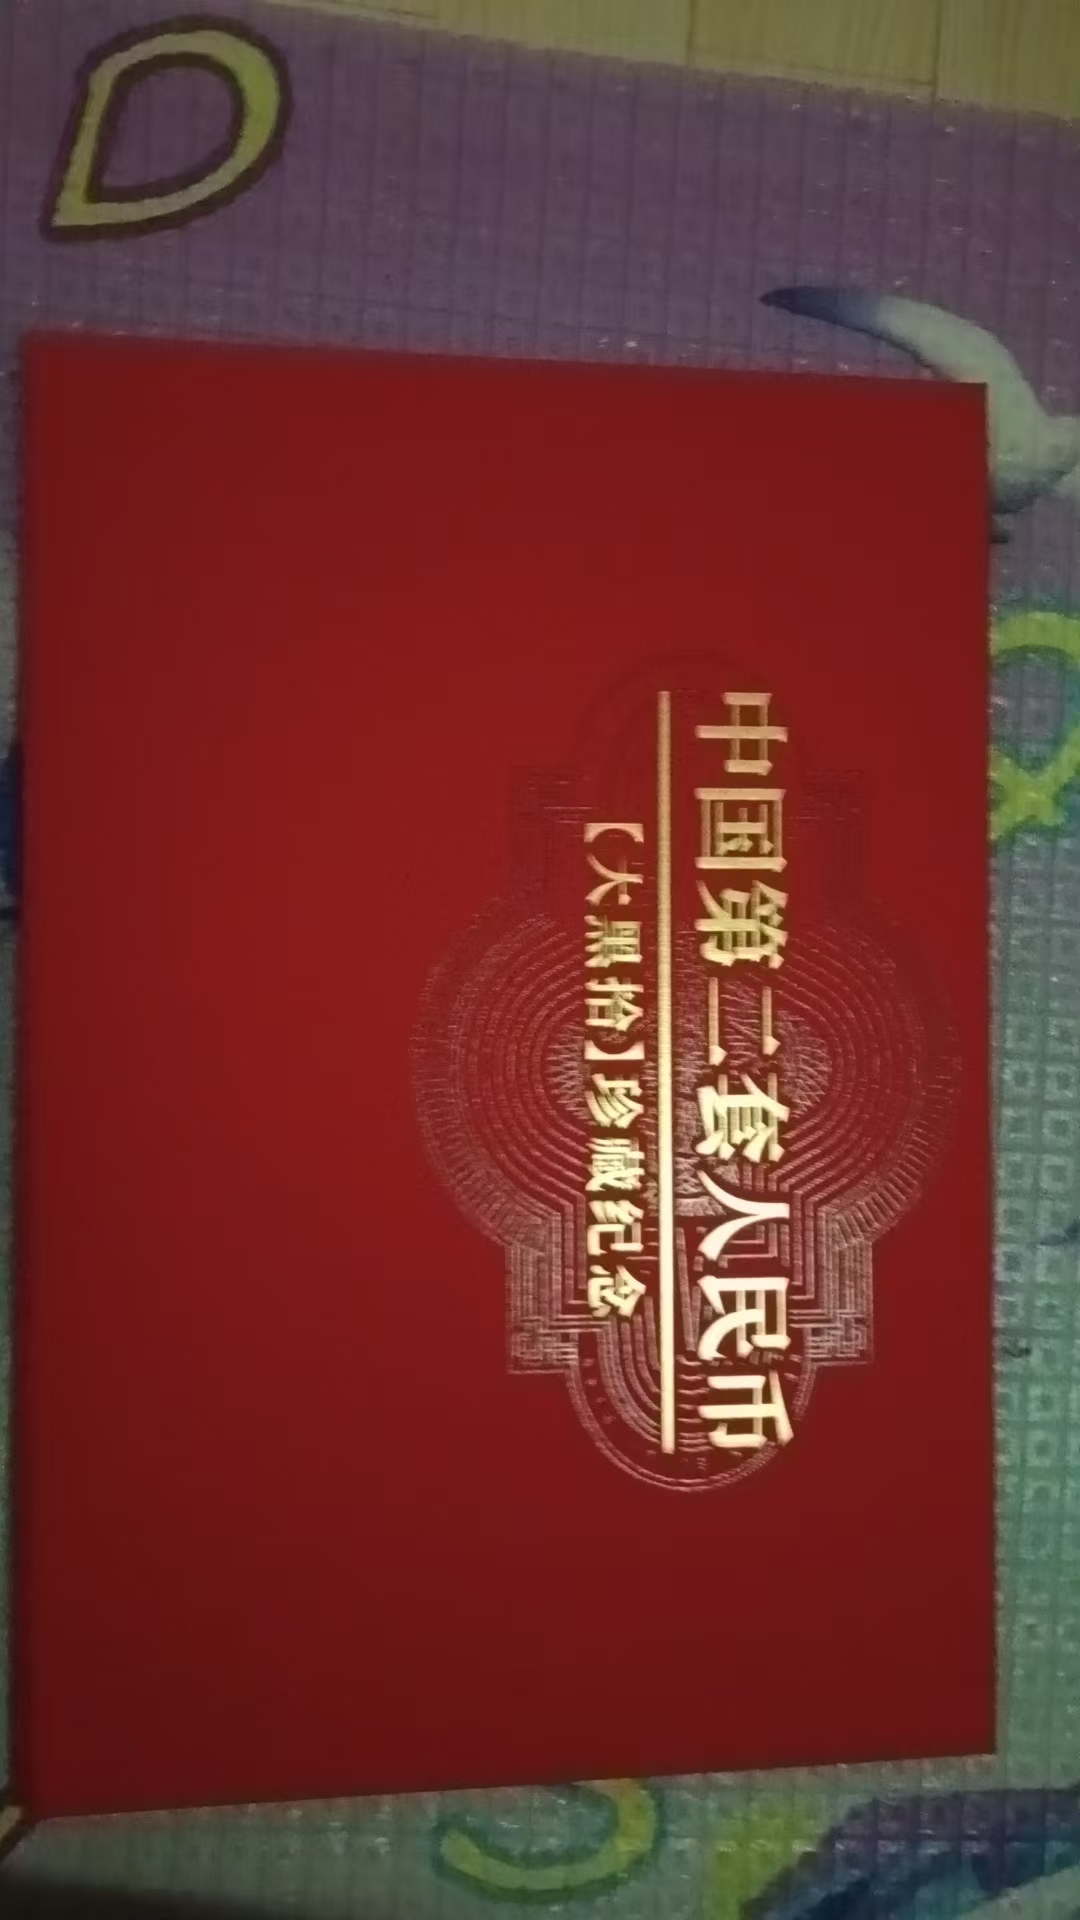 中国第二套人民币
【大黑拾】珍藏纪念
D